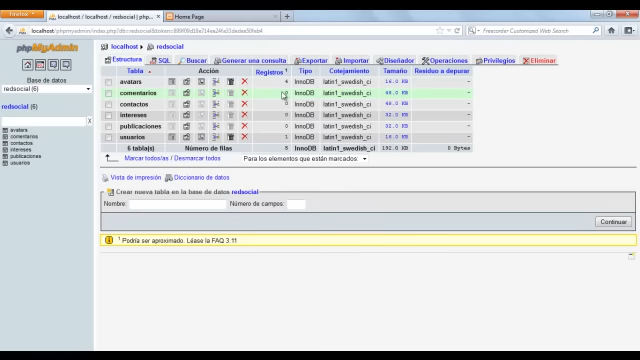 Firefox
localhost / localhost / redsocial | php...
Home Page
localhost/phpmyadmin/index.php?db=redsocial&token=
Freecorder Customized Web Search
phpMyAdmin
Base de datos
redsocial (6)
redsocial (6)
X
avatars
comentarios
contactos
intereses
publicaciones
usuarios
localhost
redsocial
Estructura SQL Buscar Generar una consulta Exportar Importar Diseñador Operaciones Privilegios Eliminar
Tabla Acción Registros 1 Tipo Cotejamiento Tamaño Residuo a depurar
avatars 4 InnoDB latin1_swedish_ci 16.0 KB -
comentarios 0 InnoDB latin1_swedish_ci 48.0 KB -
contactos 0 InnoDB latin1_swedish_ci 48.0 KB -
intereses 0 InnoDB latin1_swedish_ci 32.0 KB -
publicaciones 0 InnoDB latin1_swedish_ci 32.0 KB -
usuarios 1 InnoDB latin1_swedish_ci 16.0 KB -
6 tabla(s) Número de filas 5 InnoDB latin1_swedish_ci 192.0 KB 0 Bytes
Marcar todos/as / Desmarcar todos Para los elementos que están marcados:
Vista de impresión Diccionario de datos
Crear nueva tabla en la base de datos redsocial
Nombre: Número de campos:
Continuar
1 Podría ser aproximado. Léase la FAQ 3.11